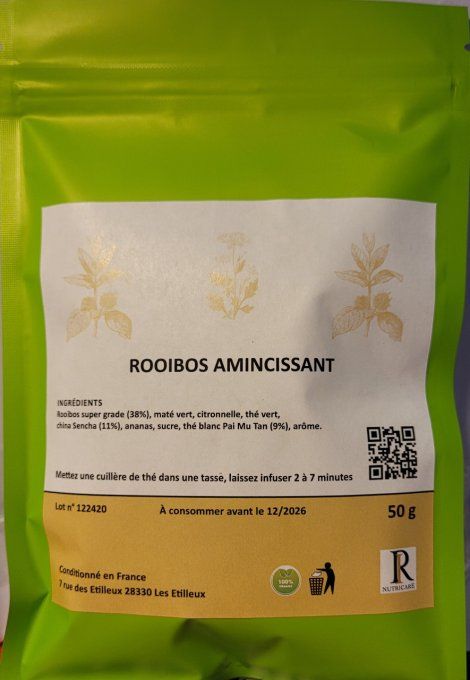 ROOIBOS AMINCISSANT
INGRÉDIENTS
Rooibos super grade (38%), maté vert, citronnelle, thé vert,
china Sencha (11%), ananas, sucre, thé blanc Pai Mu Tan (9%), arôme.
Mettez une cuillère de thé dans une tasse, laissez infuser 2 à 7 minutes
Lot n° 122420
À consommer avant le 12/2026
50 g
Conditionné en France
7 rue des Etilleux 28330 Les Etilleux
100%
NUTRICARE